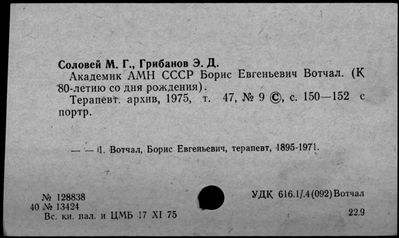 Соловей М. Г., Грибанов Э. Д.
Академик АМН СССР Борис Евгеньевич Вотчал. (К
80-летию со дня рождения).
Терапевт. архив, 1975, т. 47, № 9 ©, с. 150—152 с
портр.
— — 1. Вотчал, Борис Евгеньевич, терапевт, 1895-1971.
№ 128838
40 № 13424
Вс. кн. пал. и ЦМБ 17 XI 75
УДК 616.1/.4(092)Вотчал
22.9